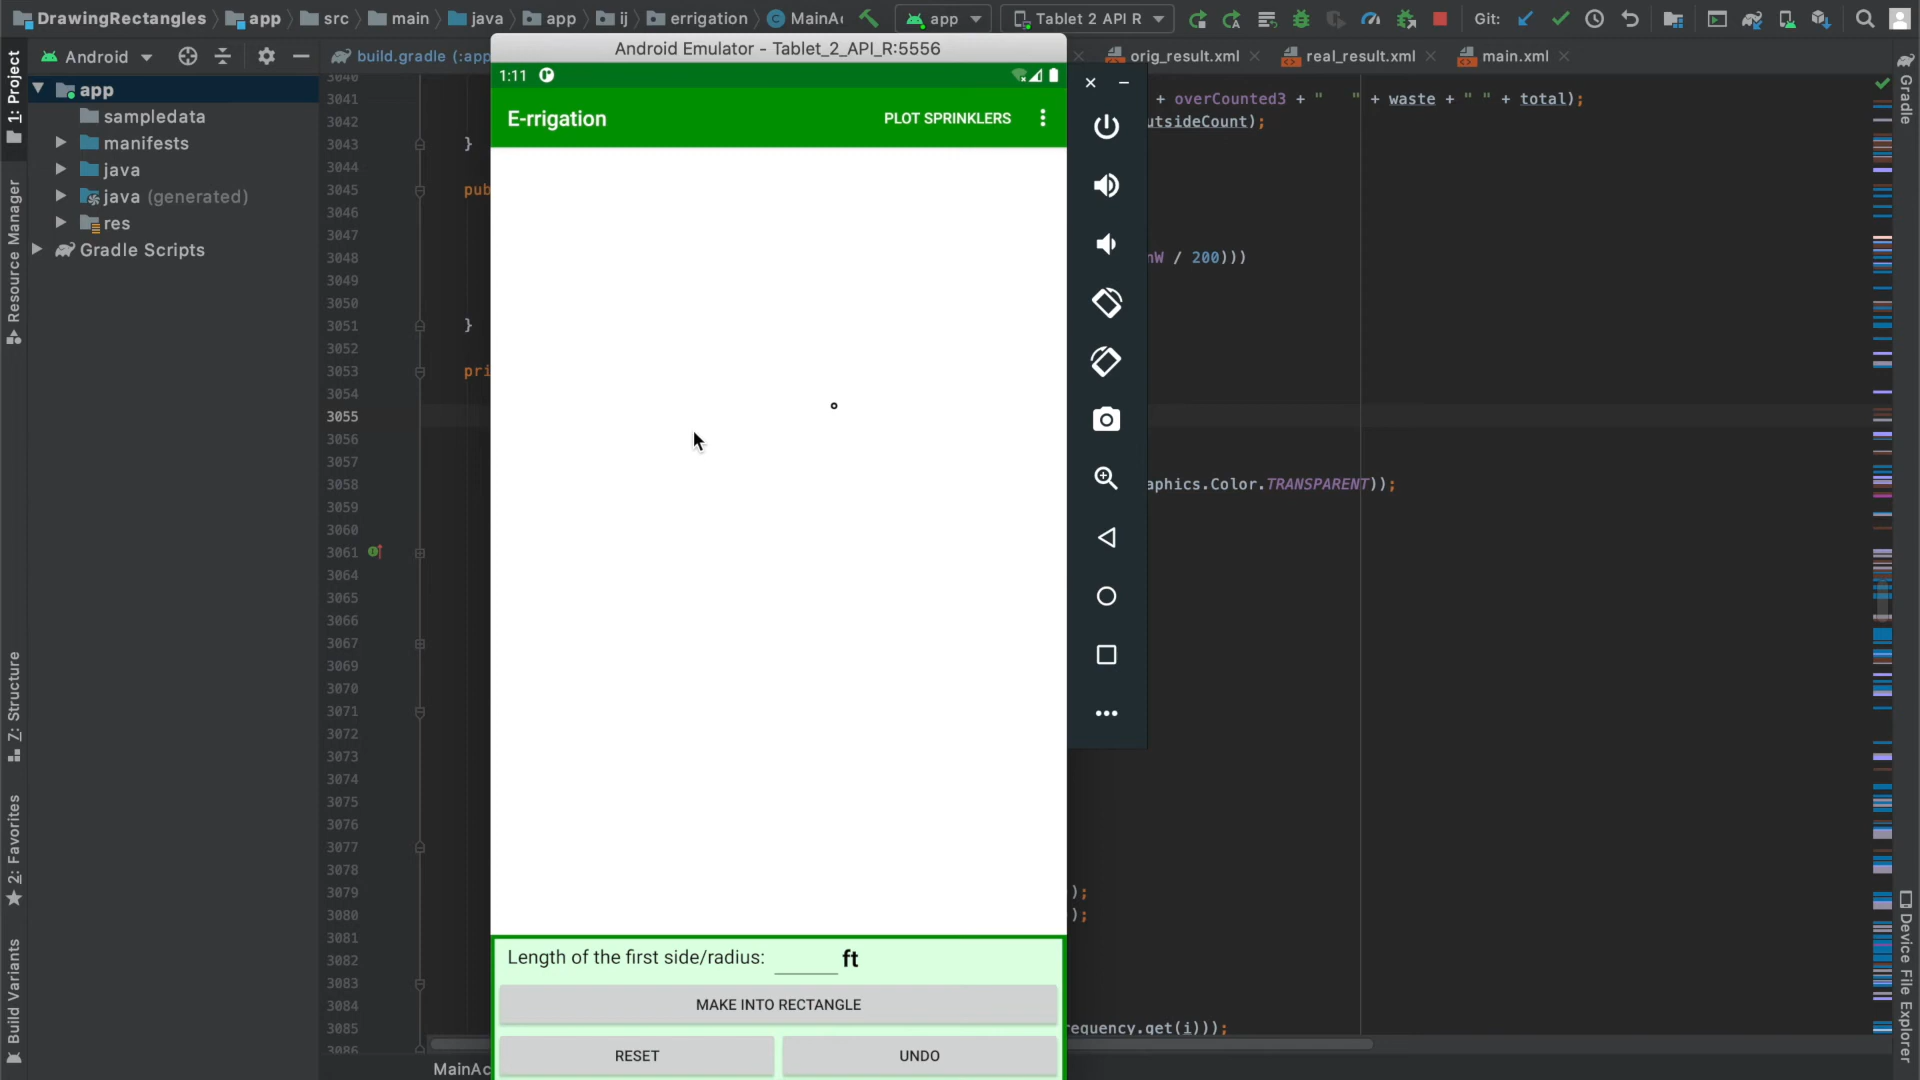 DrawingRectangles app src main java app ij errigation MainAc app Tablet 2 API R Git:
Android build.gradle (:app orig_result.xml real_result.xml main.xml
Android Emulator - Tablet_2_API_R:5556
1:11
E-rrigation PLOT SPRINKLERS
1: Project
Resource Manager
Z: Structure
2: Favorites
Build Variants
app
sampledata
manifests
java
java (generated)
res
Gradle Scripts
3040
3041 + overCounted3 + "   " + waste + " " + total);
3042 utsideCount);
3043 }
3044
3045 pub
3046
3047
3048 nW / 200)))
3049
3050
3051 }
3052
3053 pri
3054
3055
3056
3057
3058 aphics.Color.TRANSPARENT));
3059
3060
3061
3064
3065
3066
3067
3069
3070
3071
3072
3073
3074
3075
3076
3077
3078
3079 );
3080 );
3081
3082
3083
3084
3085 equency.get(i)));
3086
MainAc
Length of the first side/radius: ft
MAKE INTO RECTANGLE
RESET UNDO
Gradle
Device File Explorer